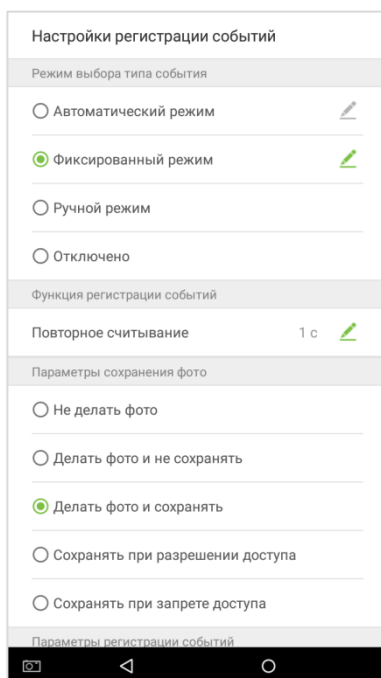 Настройки регистрации событий
Режим выбора типа события
Автоматический режим
Фиксированный режим
Ручной режим
Отключено
Функция регистрации событий
Повторное считывание 1 с
Параметры сохранения фото
Не делать фото
Делать фото и не сохранять
Делать фото и сохранять
Сохранять при разрешении доступа
Сохранять при запрете доступа
Параметры регистрации событий